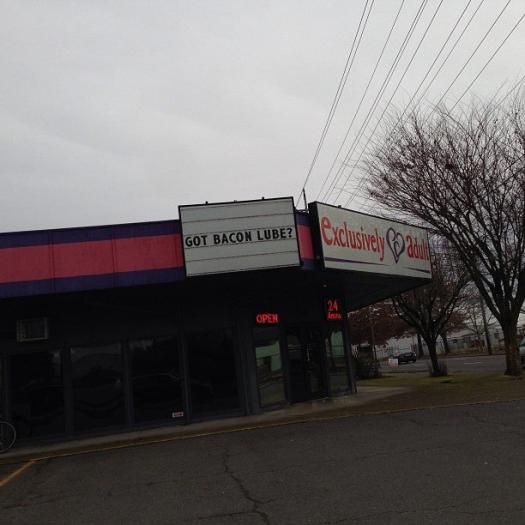 GOT BACON LUBE?
exclusively adult
OPEN
24